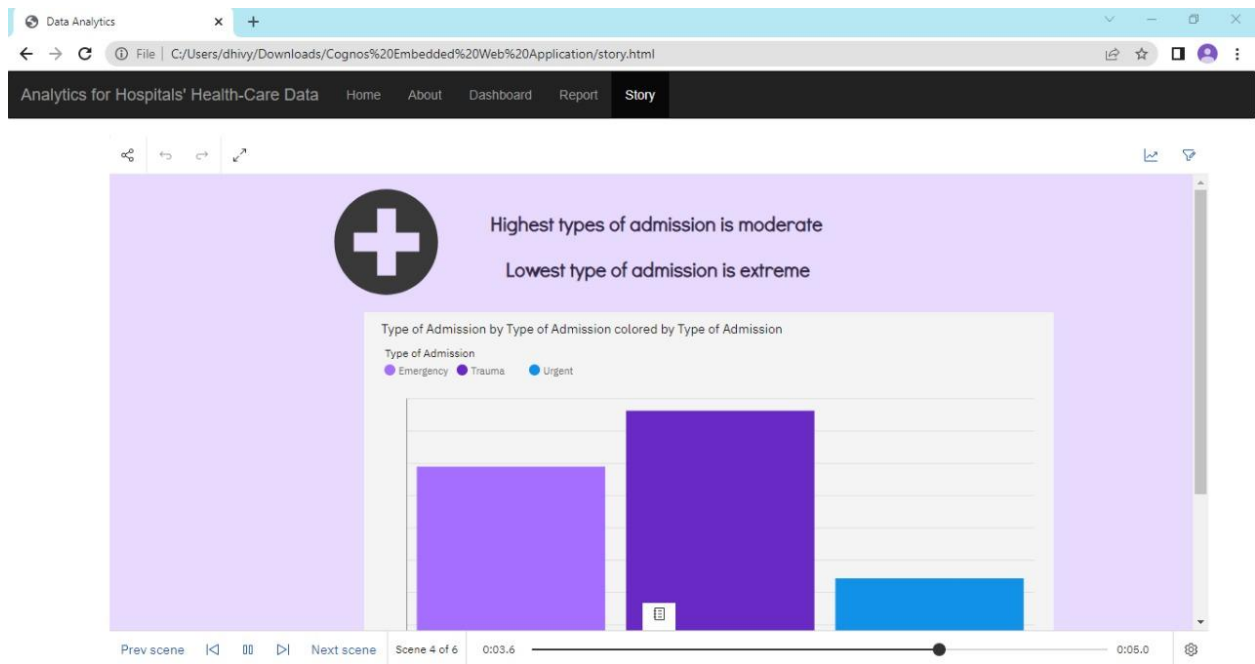 Data Analytics
File | C:/Users/dhivy/Downloads/Cognos%20Embedded%20Web%20Application/story.html
Analytics for Hospitals' Health-Care Data Home About Dashboard Report Story
Highest types of admission is moderate
Lowest type of admission is extreme
Type of Admission by Type of Admission colored by Type of Admission
Type of Admission
Emergency Trauma Urgent
Prev scene Next scene Scene 4 of 6 0:03.6 0:05.0